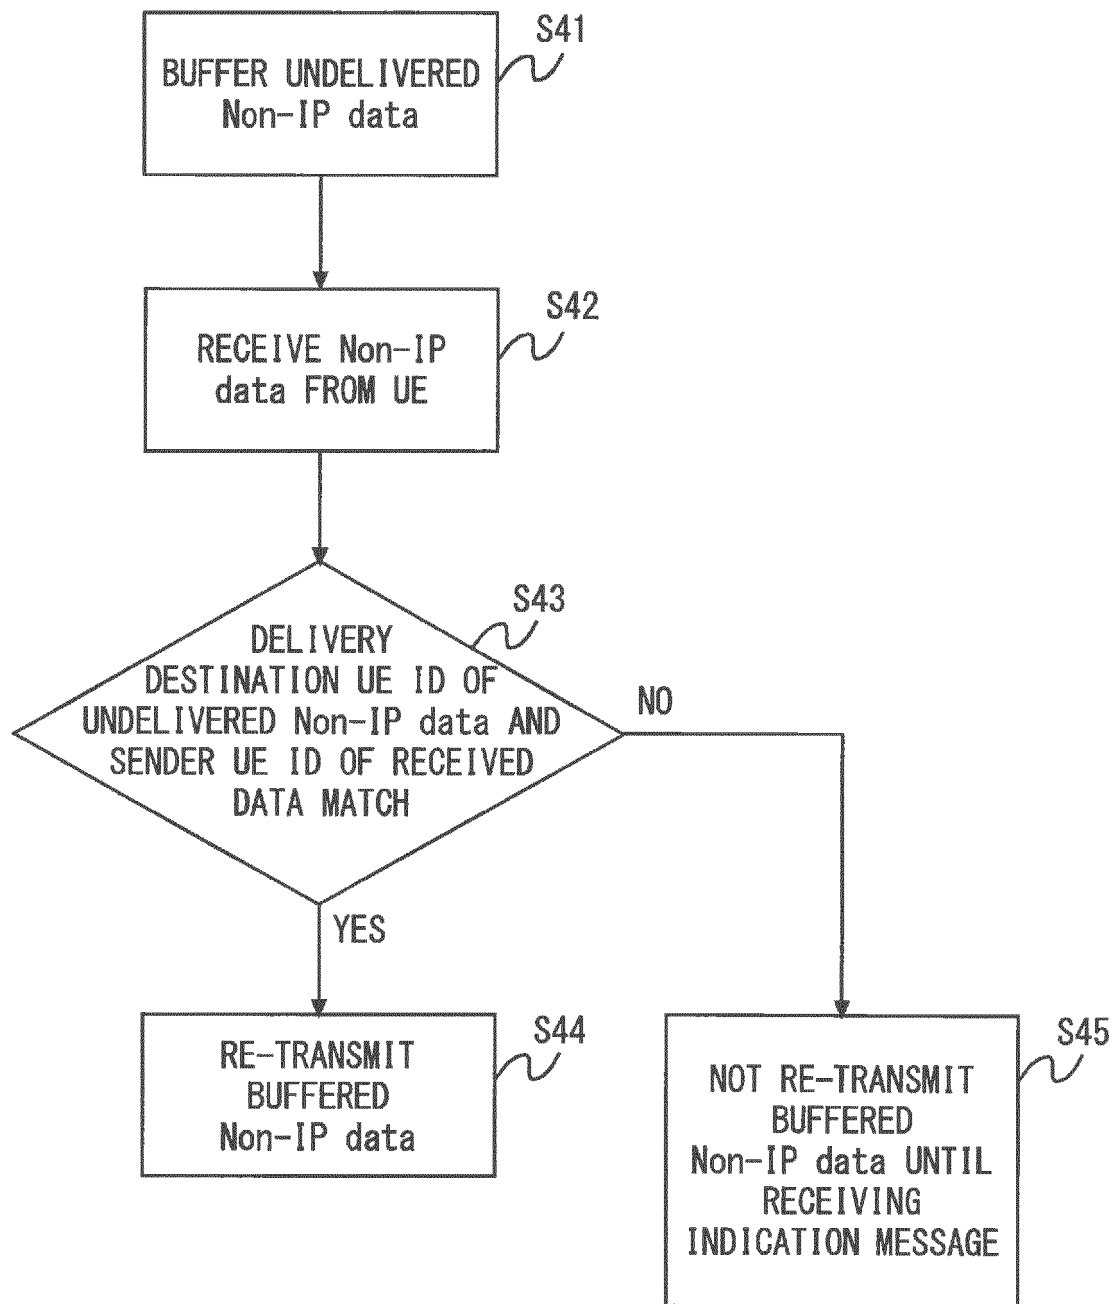 S41
BUFFER UNDELIVERED
Non-IP data
S42
RECEIVE Non-IP
data FROM UE
S43
DELIVERY
DESTINATION UE ID OF
UNDELIVERED Non-IP data AND
SENDER UE ID OF RECEIVED
DATA MATCH
NO
YES
S44
RE-TRANSMIT
BUFFERED
Non-IP data
S45
NOT RE-TRANSMIT
BUFFERED
Non-IP data UNTIL
RECEIVING
INDICATION MESSAGE